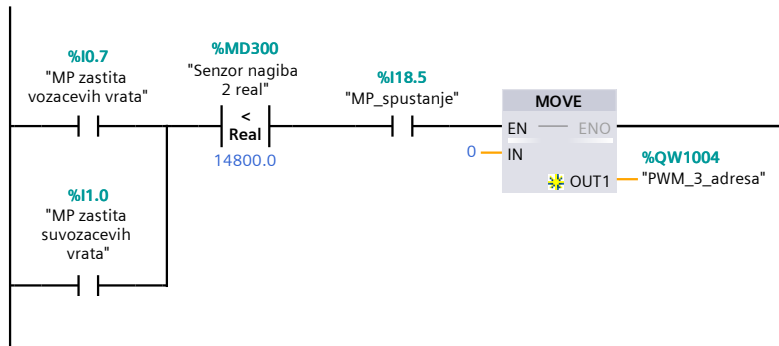 %I0.7
"MP zastita
vozacevih vrata"
%MD300
"Senzor nagiba
2 real"
<
Real
14800.0
%I18.5
"MP_spustanje"
MOVE
EN
ENO
0
IN
OUT1
%QW1004
"PWM_3_adresa"
%I1.0
"MP zastita
suvozacevih
vrata"